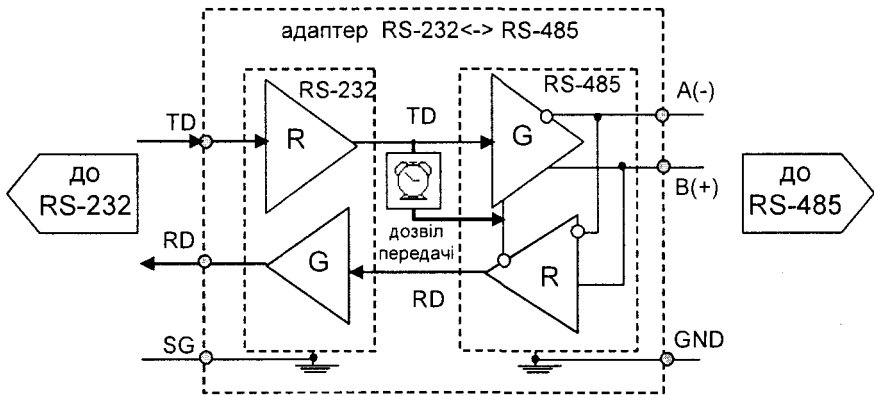 адаптер RS-232<-> RS-485
RS-232
RS-485
TD
R
TD
G
A(-)
B(+)
до
RS-232
до
RS-485
дозвіл
передачі
RD
G
RD
R
SG
GND